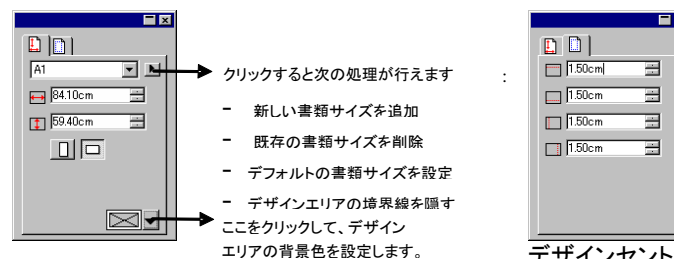 A1
84.10cm
59.40cm
クリックすると次の処理が行えます :
- 新しい書類サイズを追加
- 既存の書類サイズを削除
- デフォルトの書類サイズを設定
- デザインエリアの境界線を隠す
ここをクリックして、デザイン
エリアの背景色を設定します。
1.50cm
1.50cm
1.50cm
1.50cm
デザインセント